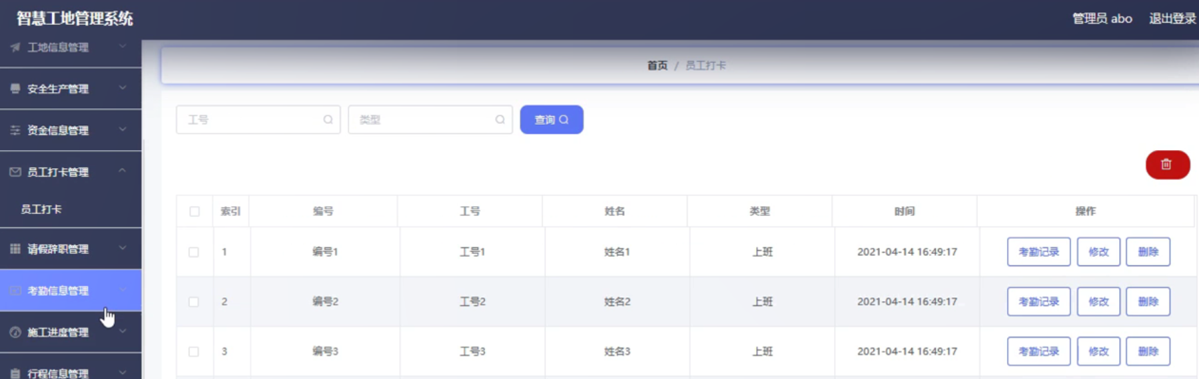 智慧工地管理系统
管理员 abo 退出登录
工地信息管理
安全生产管理
资金信息管理
员工打卡管理
员工打卡
请假辞职管理
考勤信息管理
施工进度管理
行程信息管理
首页 / 员工打卡
工号 类型 查询
索引 编号 工号 姓名 类型 时间 操作
1 编号1 工号1 姓名1 上班 2021-04-14 16:49:17 考勤记录 修改 删除
2 编号2 工号2 姓名2 上班 2021-04-14 16:49:17 考勤记录 修改 删除
3 编号3 工号3 姓名3 上班 2021-04-14 16:49:17 考勤记录 修改 删除